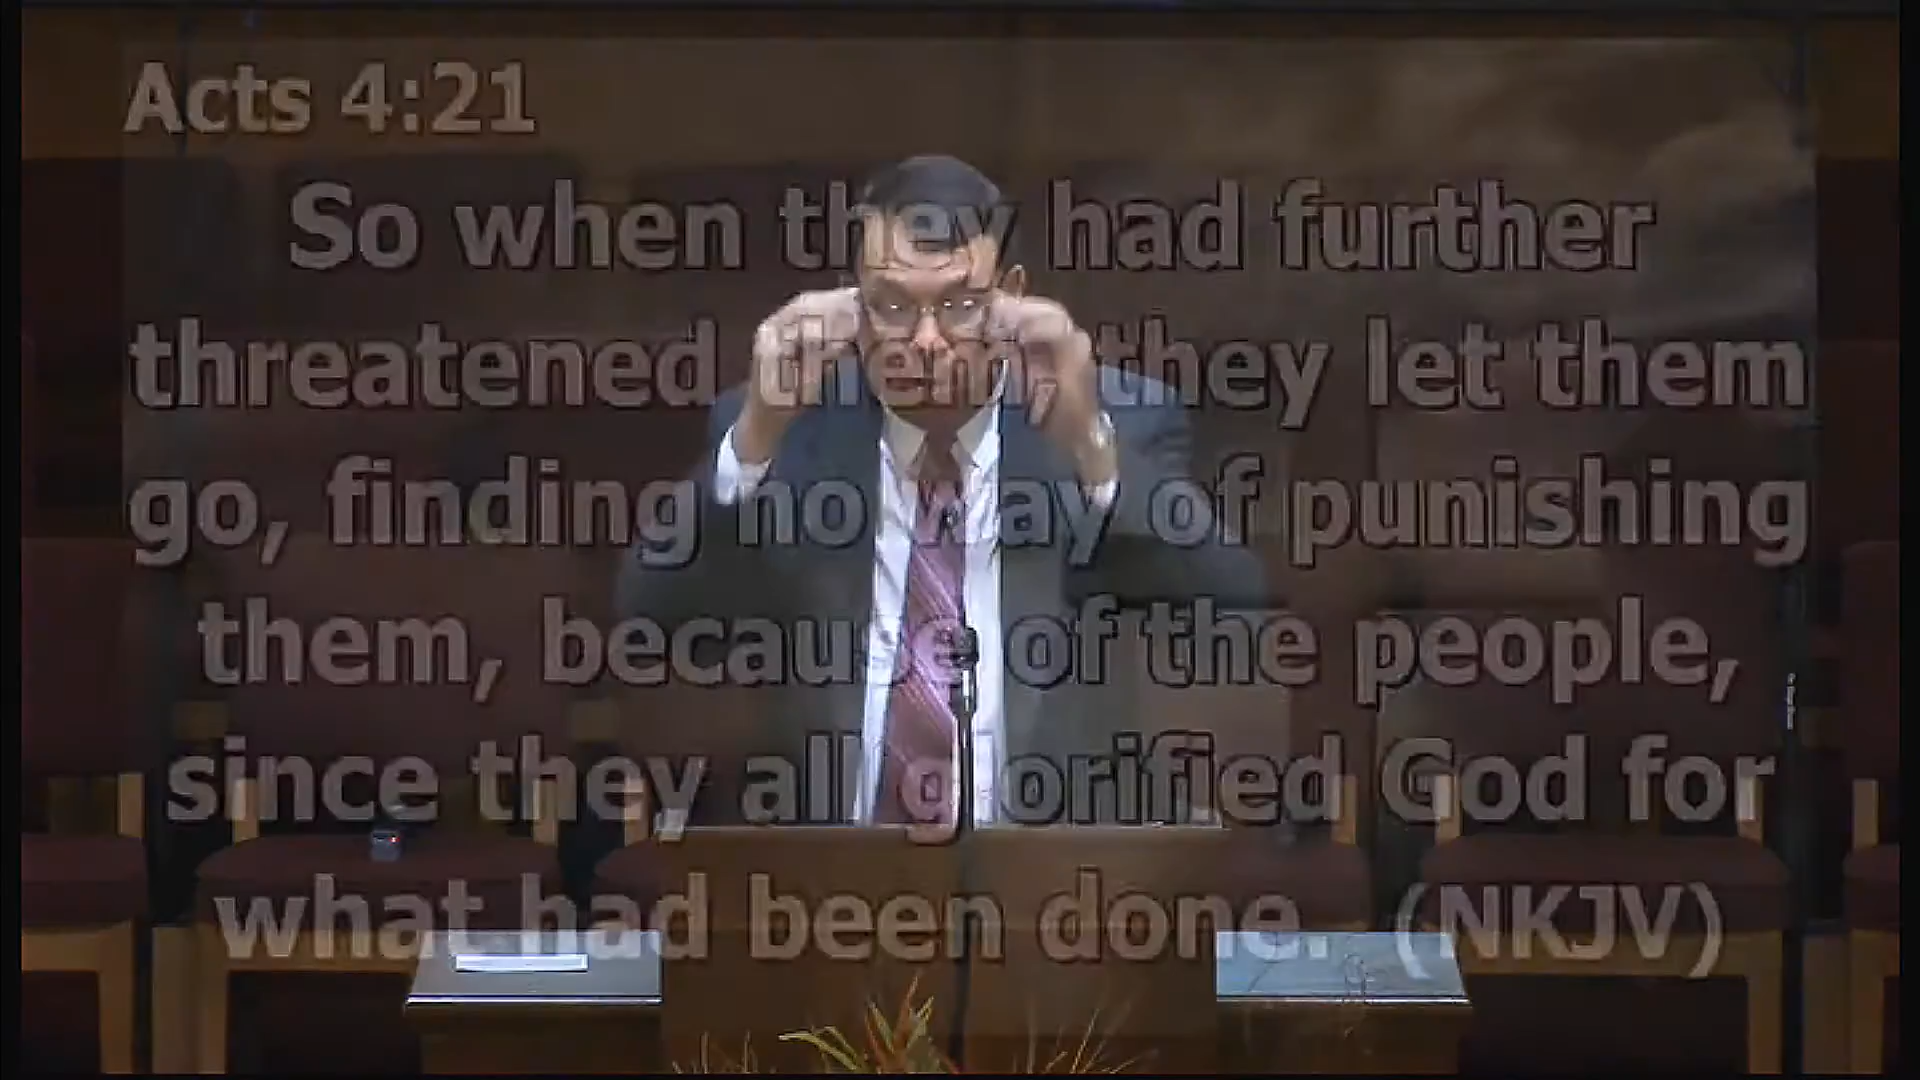 Acts 4:21
So when they had further
threatened them, they let them
go, finding no way of punishing
them, because of the people,
since they all glorified God for
what had been done. (NKJV)